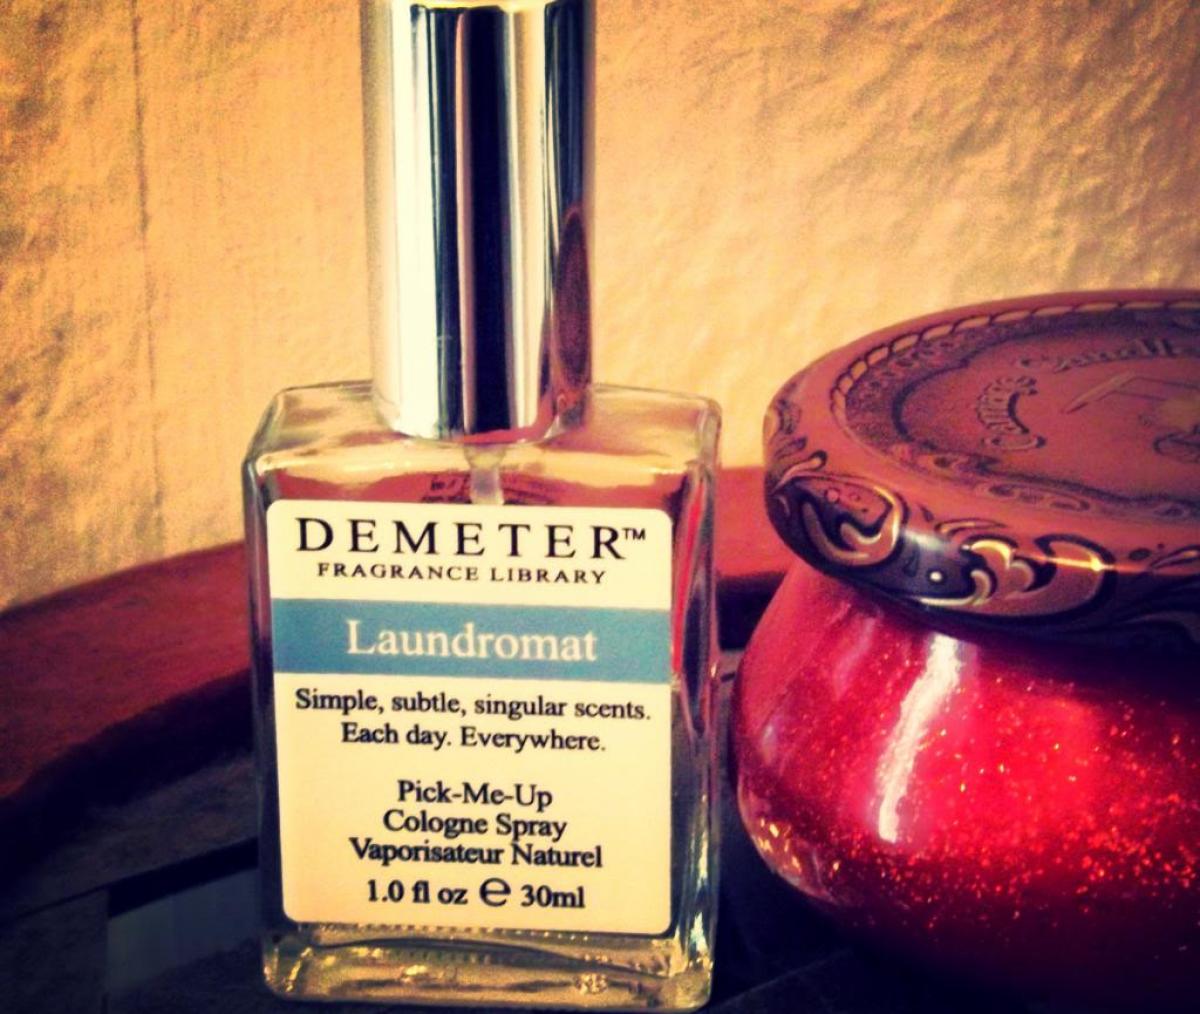 DEMETER™
FRAGRANCE LIBRARY
Laundromat
Simple, subtle, singular scents.
Each day. Everywhere.
Pick-Me-Up
Cologne Spray
Vaporisateur Naturel
1.0 fl oz ℮ 30ml